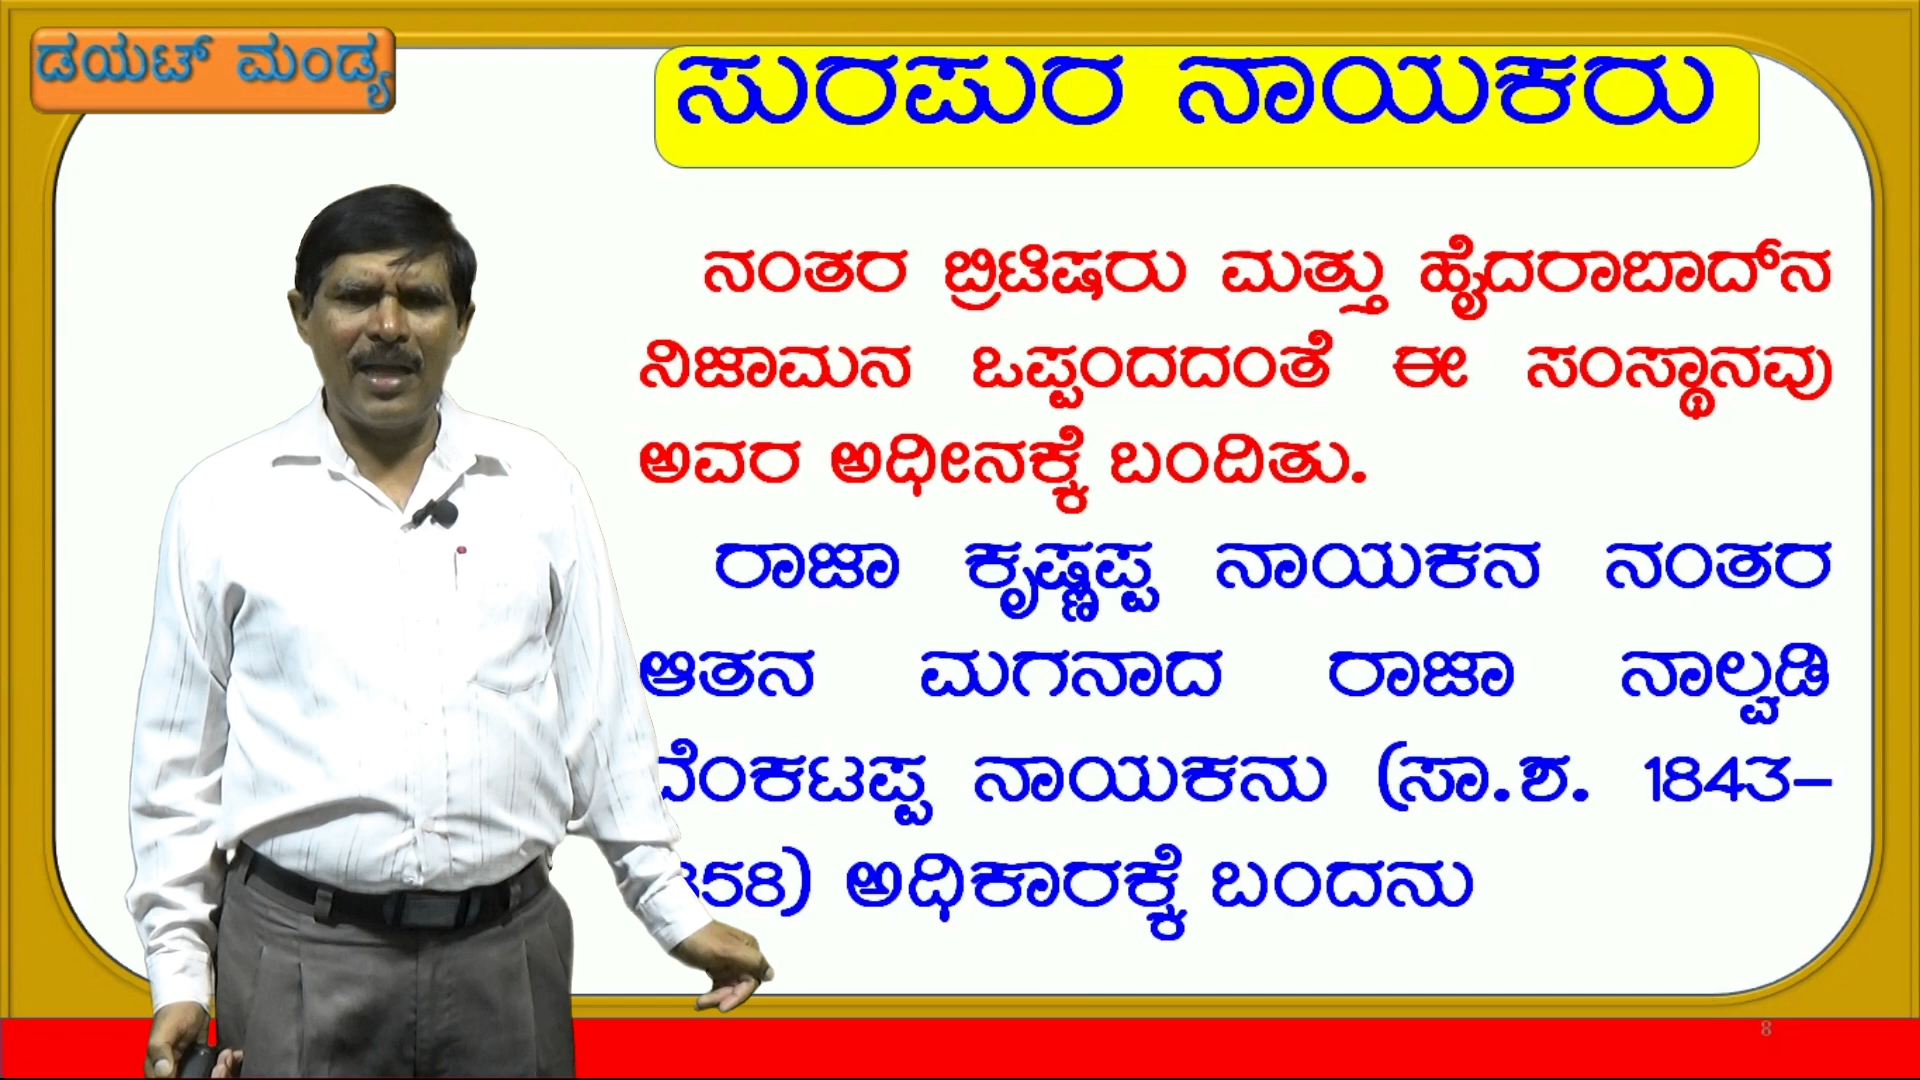 ಡಯಟ್ ಮಂಡ್ಯ
ಸುರಪುರ ನಾಯಕರು
ನಂತರ ಬ್ರಿಟಿಷರು ಮತ್ತು ಹೈದರಾಬಾದ್‌ನ
ನಿಜಾಮನ ಒಪ್ಪಂದದಂತೆ ಈ ಸಂಸ್ಥಾನವು
ಅವರ ಅಧೀನಕ್ಕೆ ಬಂದಿತು.
ರಾಜಾ ಕೃಷ್ಣಪ್ಪ ನಾಯಕನ ನಂತರ
ಆತನ ಮಗನಾದ ರಾಜಾ ನಾಲ್ವಡಿ
ವೆಂಕಟಪ್ಪ ನಾಯಕನು (ಸಾ.ಶ. 1843-
858) ಅಧಿಕಾರಕ್ಕೆ ಬಂದನು
8